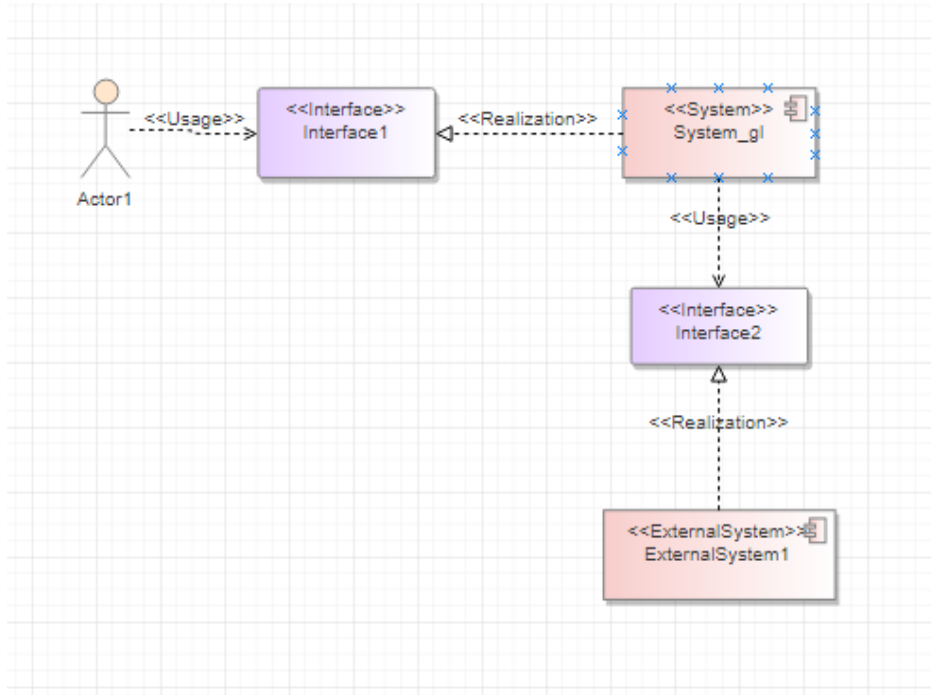 <<Usage>>
Actor1
<<Interface>>
Interface1
<<Realization>>
<<System>>
System_gl
<<Usage>>
<<Interface>>
Interface2
<<Realization>>
<<ExternalSystem>>
ExternalSystem1